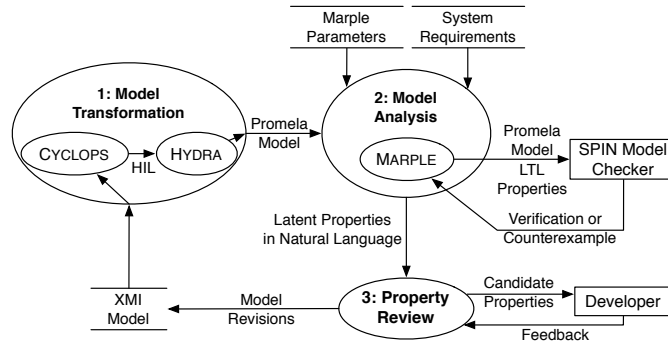 Marple
Parameters
System
Requirements
1: Model
Transformation
2: Model
Analysis
CYCLOPS
HIL
HYDRA
Promela
Model
MARPLE
Promela
Model
LTL
Properties
SPIN Model
Checker
Verification or
Counterexample
Latent Properties
in Natural Language
XMI
Model
Model
Revisions
3: Property
Review
Candidate
Properties
Developer
Feedback